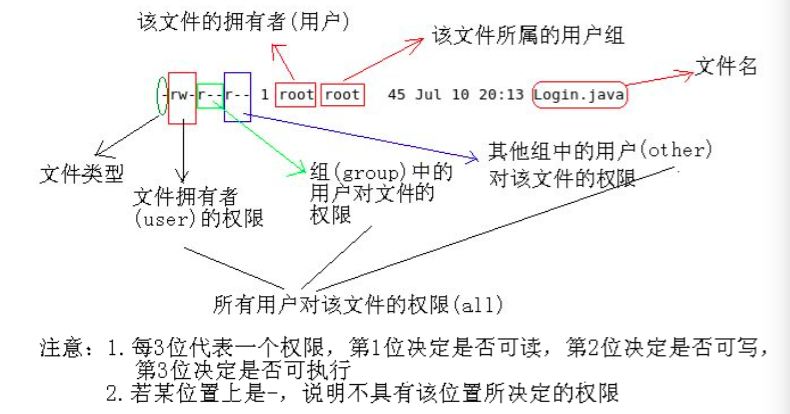 该文件的拥有者(用户)
该文件所属的用户组
文件名
-rw-r--r-- 1 root root 45 Jul 10 20:13 Login.java
文件类型
文件拥有者
(user)的权限
组(group)中的
用户对文件的
权限
其他组中的用户(other)
对该文件的权限
所有用户对该文件的权限(all)
注意: 1.每3位代表一个权限，第1位决定是否可读，第2位决定是否可写，
第3位决定是否可执行
2.若某位置上是-，说明不具有该位置所决定的权限